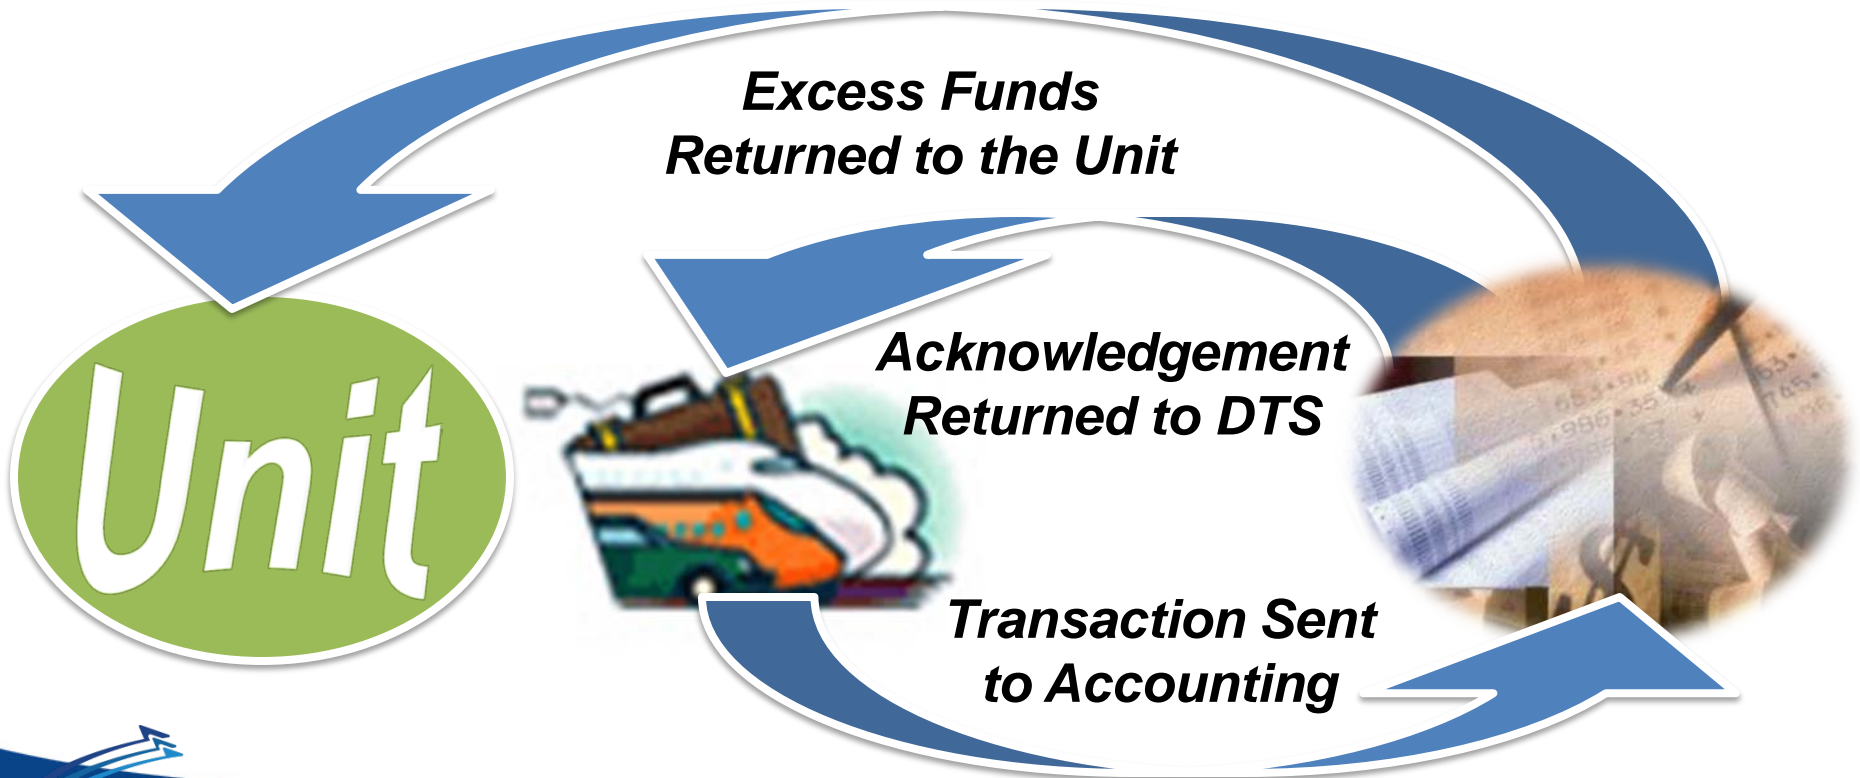 Excess Funds
Returned to the Unit
Acknowledgement
Returned to DTS
Unit
Transaction Sent
to Accounting